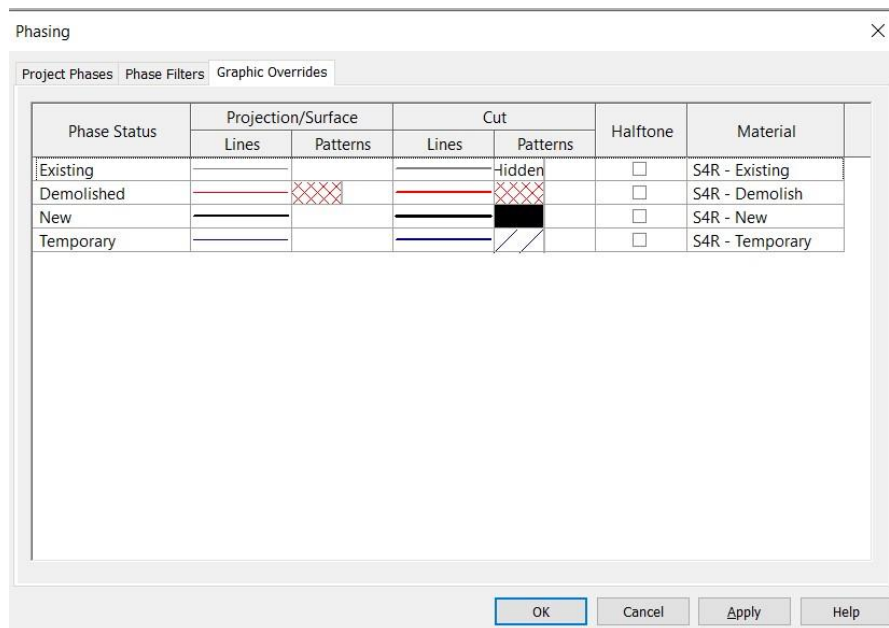 Phasing
Project Phases Phase Filters Graphic Overrides
Phase Status Projection/Surface Cut Halftone Material
Lines Patterns Lines Patterns
Existing Hidden S4R - Existing
Demolished S4R - Demolish
New S4R - New
Temporary S4R - Temporary
OK Cancel Apply Help